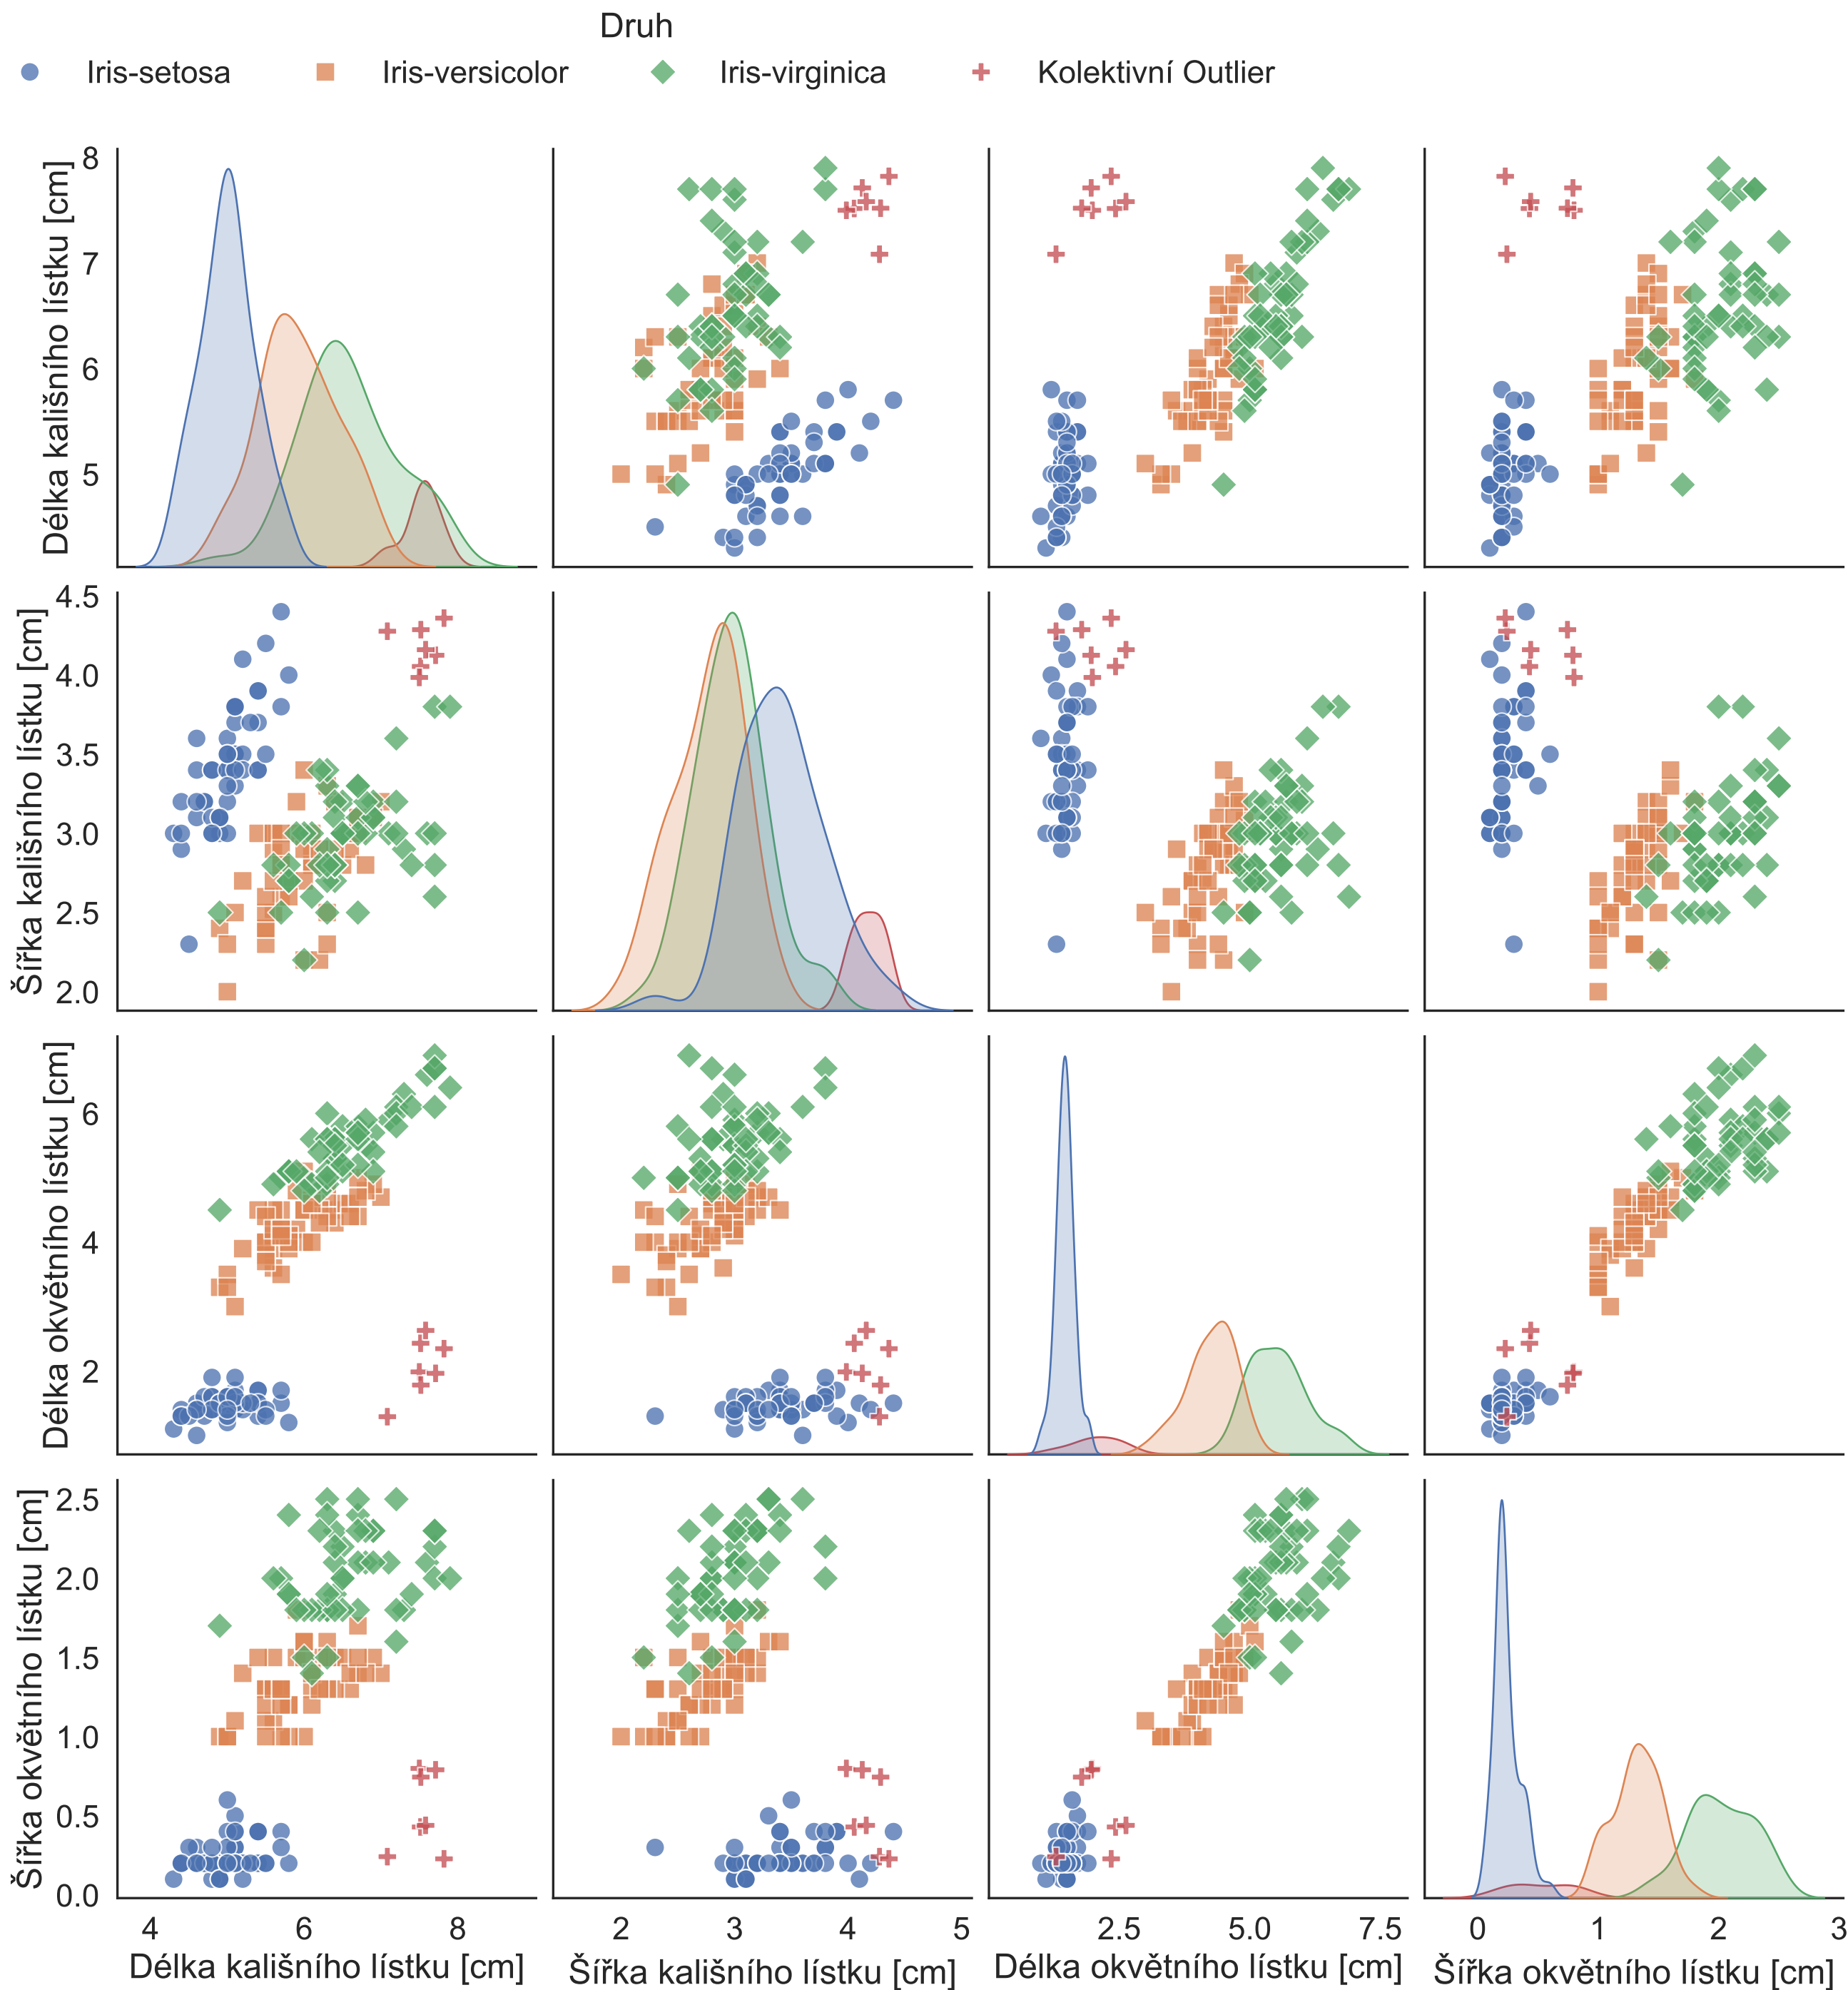 Druh
Iris-setosa Iris-versicolor Iris-virginica Kolektivní Outlier
Délka kališního lístku [cm]
8
7
6
5
Šířka kališního lístku [cm]
4.5
4.0
3.5
3.0
2.5
2.0
Délka okvětního lístku [cm]
6
4
2
Šířka okvětního lístku [cm]
2.5
2.0
1.5
1.0
0.5
0.0
4 6 8 2 3 4 5 2.5 5.0 7.5 0 1 2 3
Délka kališního lístku [cm] Šířka kališního lístku [cm] Délka okvětního lístku [cm] Šířka okvětního lístku [cm]